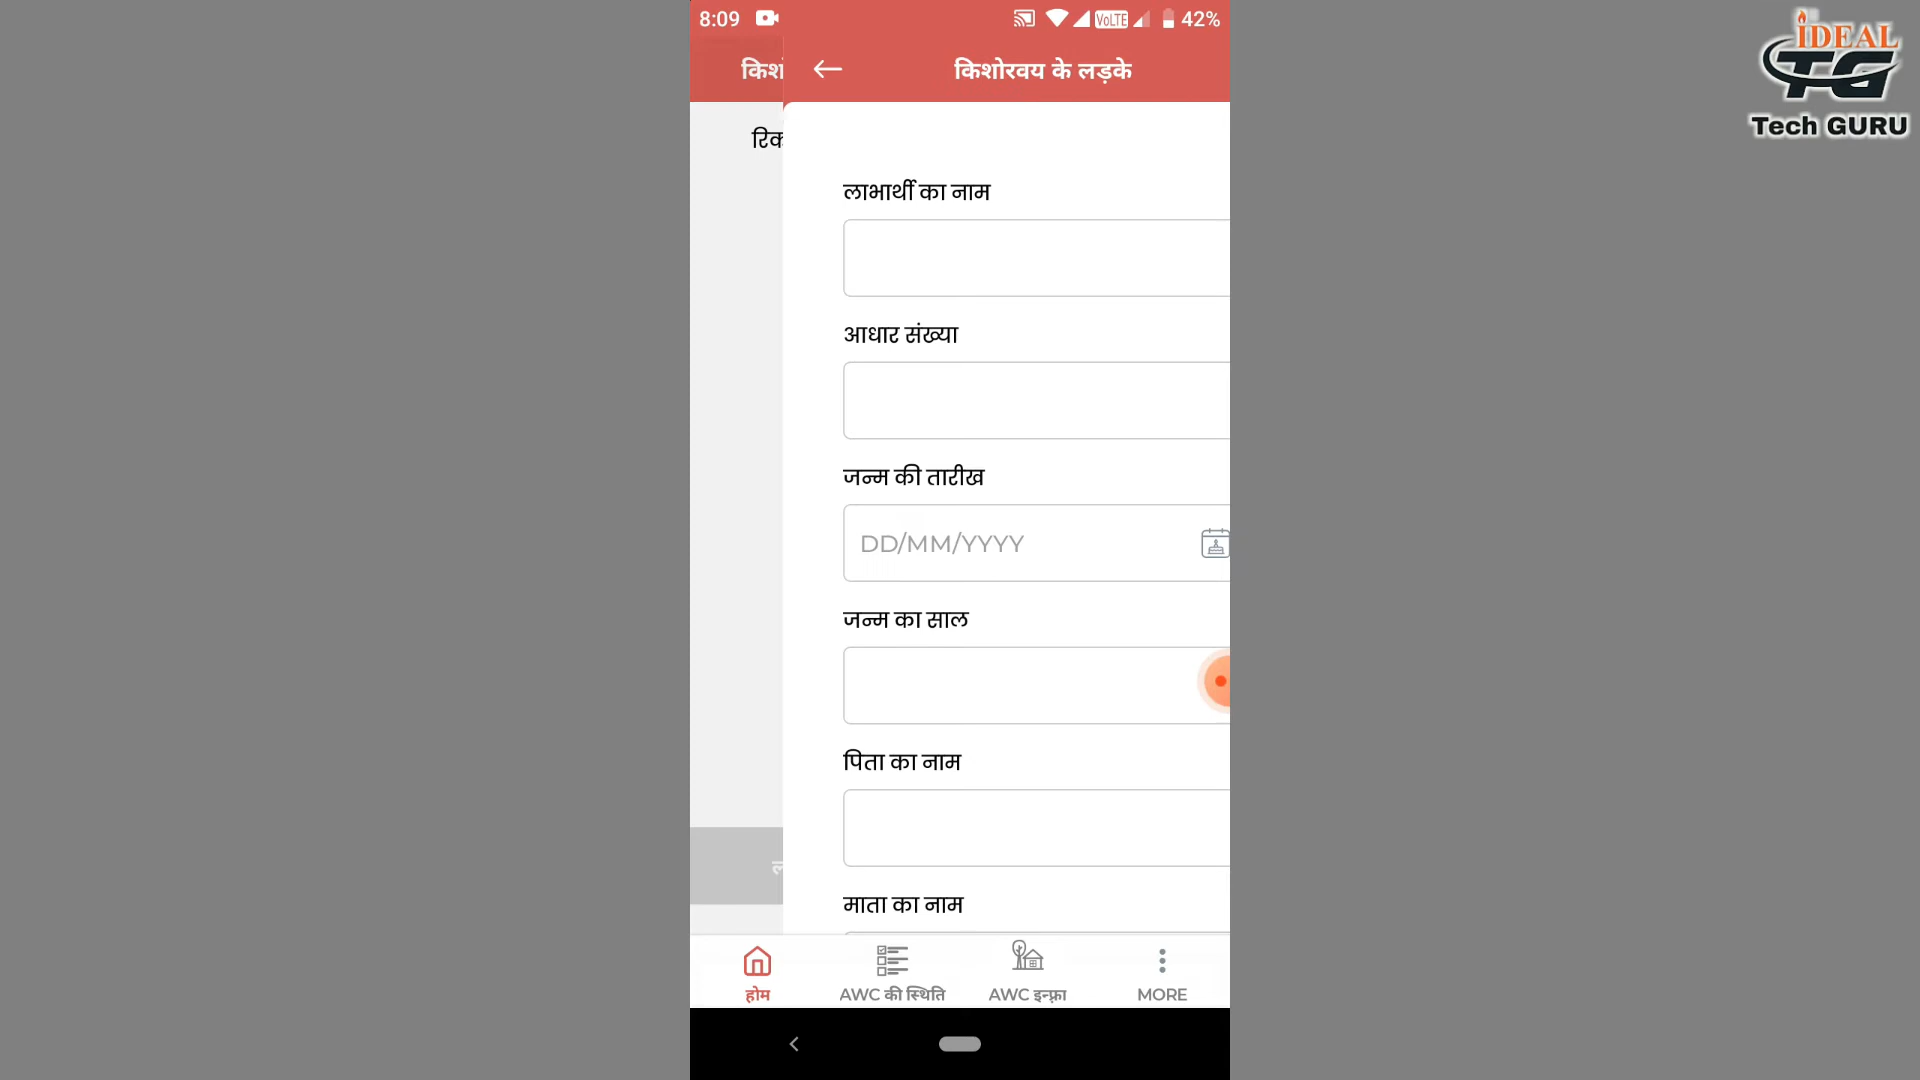 8:09 VoLTE 42%
किशोरवय के लड़के
लाभार्थी का नाम
आधार संख्या
जन्म की तारीख
DD/MM/YYYY
जन्म का साल
पिता का नाम
माता का नाम
होम
AWC की स्थिति
AWC इन्फ़्रा
MORE
iDEAL
TG
Tech GURU